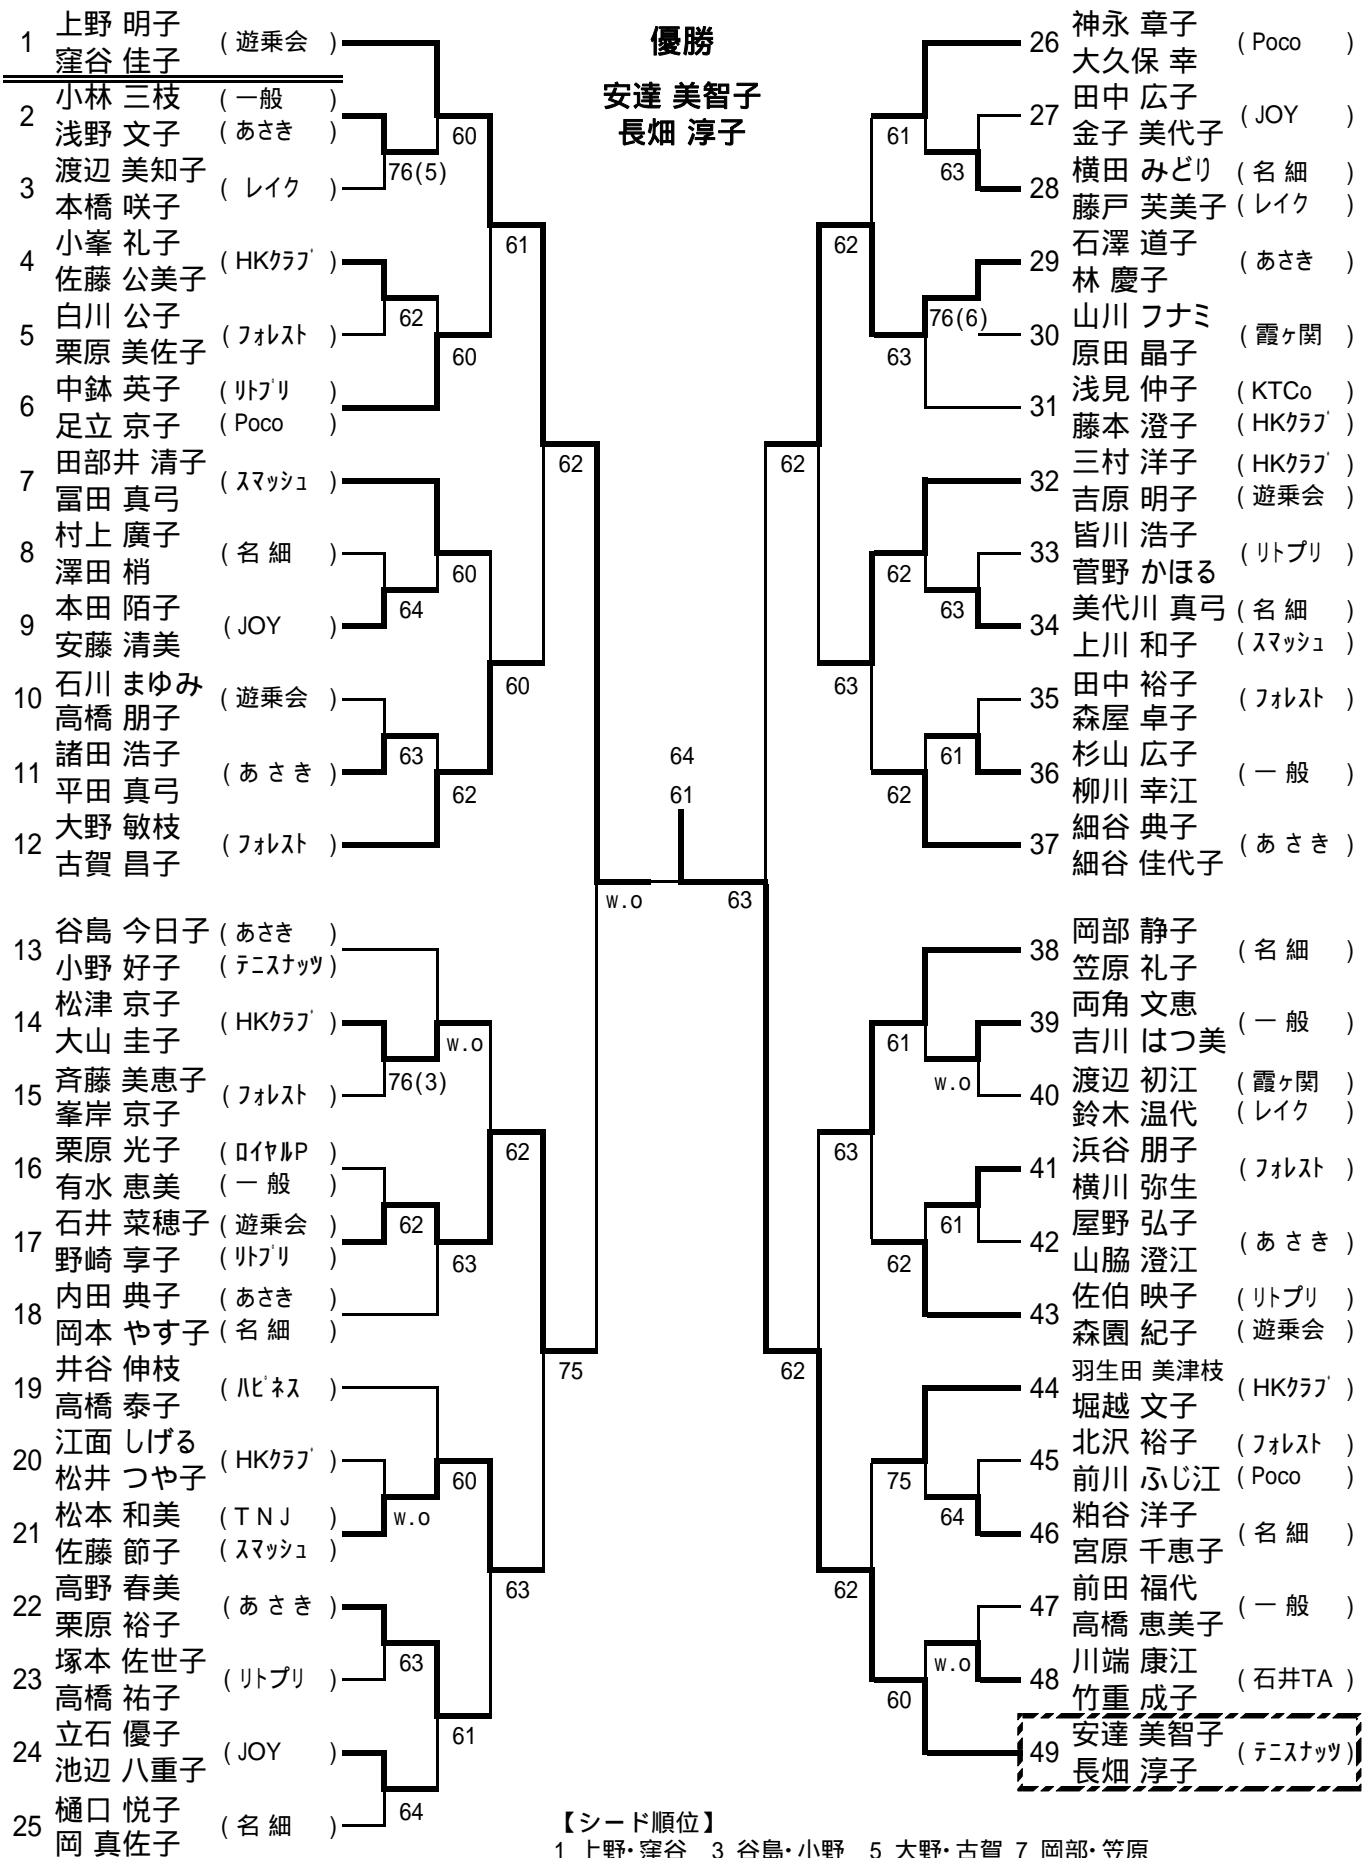 優勝
安達 美智子
長畑 淳子
1 上野 明子 ( 遊乗会 )
窪谷 佳子
2 小林 三枝 ( 一般 )
浅野 文子 ( あさき )
3 渡辺 美知子 ( レイク )
本橋 咲子
4 小峯 礼子 ( HKｸﾗﾌﾞ )
佐藤 公美子
5 白川 公子 ( ﾌｫﾚｽﾄ )
栗原 美佐子
6 中鉢 英子 ( ﾘﾄﾌﾟﾘ )
足立 京子 ( Poco )
7 田部井 清子 ( ｽﾏｯｼｭ )
冨田 真弓
8 村上 廣子 ( 名 細 )
澤田 梢
9 本田 陌子 ( JOY )
安藤 清美
10 石川 まゆみ ( 遊乗会 )
高橋 朋子
11 諸田 浩子 ( あ さ き )
平田 真弓
12 大野 敏枝 ( ﾌｫﾚｽﾄ )
古賀 昌子
13 谷島 今日子 ( あさき )
小野 好子 ( ﾃﾆｽﾅｯﾂ )
14 松津 京子 ( HKｸﾗﾌﾞ )
大山 圭子
15 斉藤 美恵子 ( ﾌｫﾚｽﾄ )
峯岸 京子
16 栗原 光子 ( ﾛｲﾔﾙP )
有水 恵美 ( 一 般 )
17 石井 菜穂子 ( 遊乗会 )
野崎 享子 ( ﾘﾄﾌﾟﾘ )
18 内田 典子 ( あさき )
岡本 やす子 ( 名 細 )
19 井谷 伸枝 ( ﾊﾋﾟﾈｽ )
高橋 泰子
20 江面 しげる ( HKｸﾗﾌﾞ )
松井 つや子
21 松本 和美 ( T N J )
佐藤 節子 ( ｽﾏｯｼｭ )
22 高野 春美 ( あ さ き )
栗原 裕子
23 塚本 佐世子 ( リトプリ )
高橋 祐子
24 立石 優子 ( JOY )
池辺 八重子
25 樋口 悦子 ( 名 細 )
岡 真佐子
60
76(5)
61
62
60
62
60
64
60
63
62
w.o
w.o
76(3)
62
62
63
75
60
w.o
63
63
61
64
64
61
63
26 神永 章子 ( Poco )
大久保 幸
27 田中 広子 ( JOY )
金子 美代子
28 横田 みどり ( 名 細 )
藤戸 芙美子 ( レイク )
29 石澤 道子 ( あさき )
林 慶子
30 山川 フナミ ( 霞ヶ関 )
原田 晶子
31 浅見 仲子 ( KTCo )
藤本 澄子 ( HKｸﾗﾌﾞ )
32 三村 洋子 ( HKｸﾗﾌﾞ )
吉原 明子 ( 遊乗会 )
33 皆川 浩子 ( リトプリ )
菅野 かほる
34 美代川 真弓 ( 名 細 )
上川 和子 ( ｽﾏｯｼｭ )
35 田中 裕子 ( ﾌｫﾚｽﾄ )
森屋 卓子
36 杉山 広子 ( 一 般 )
柳川 幸江
37 細谷 典子 ( あ さ き )
細谷 佳代子
38 岡部 静子 ( 名 細 )
笠原 礼子
39 両角 文恵 ( 一 般 )
吉川 はつ美
40 渡辺 初江 ( 霞ヶ関 )
鈴木 温代 ( レイク )
41 浜谷 朋子 ( ﾌｫﾚｽﾄ )
横川 弥生
42 屋野 弘子 ( あ さ き )
山脇 澄江
43 佐伯 映子 ( リトプリ )
森園 紀子 ( 遊乗会 )
44 羽生田 美津枝 ( HKｸﾗﾌﾞ )
堀越 文子
45 北沢 裕子 ( ﾌｫﾚｽﾄ )
前川 ふじ江 ( Poco )
46 粕谷 洋子 ( 名 細 )
宮原 千恵子
47 前田 福代 ( 一 般 )
高橋 恵美子
48 川端 康江 ( 石井TA )
竹重 成子
49 安達 美智子 ( ﾃﾆｽﾅｯﾂ )
長畑 淳子
61
63
62
76(6)
63
62
62
63
63
61
62
61
w.o
63
61
62
62
75
64
62
w.o
60
【シード順位】
1 上野・窪谷 3 谷島・小野 5 大野・古賀 7 岡部・笠原